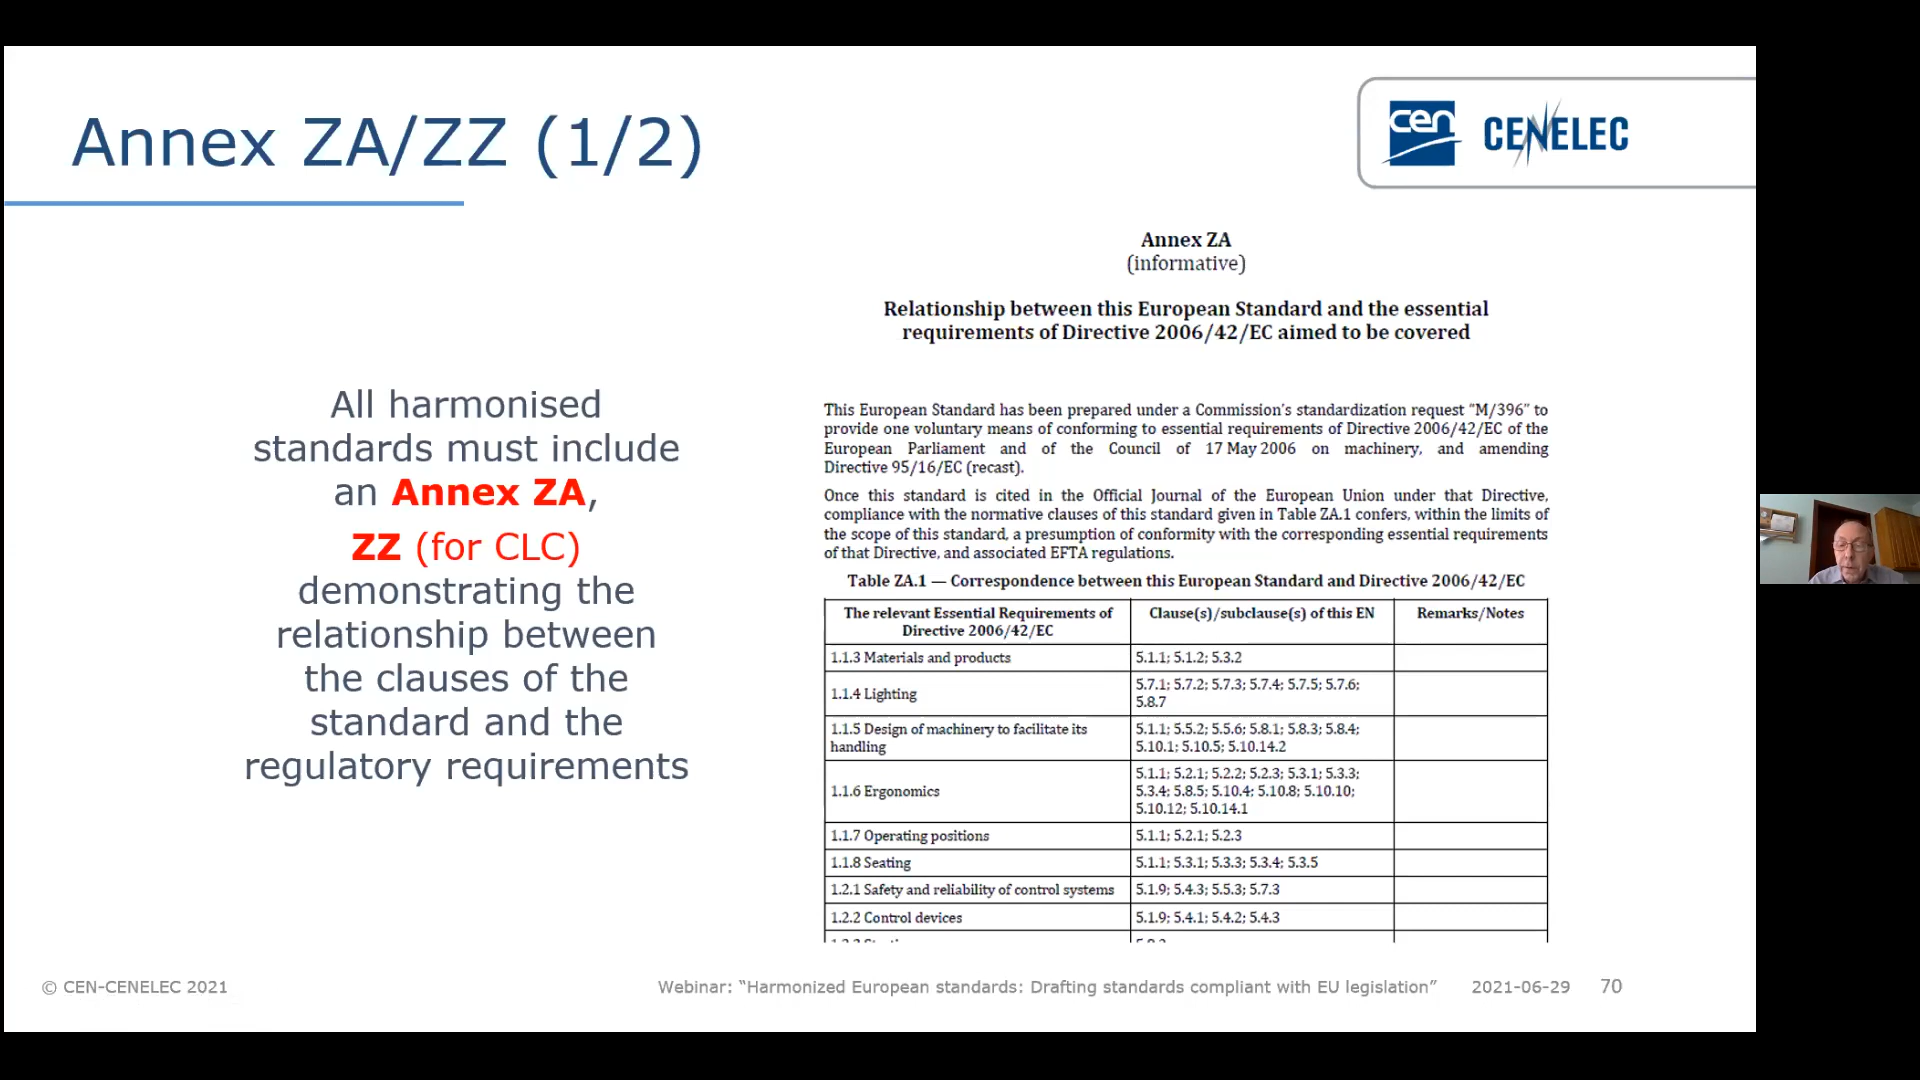 Annex ZA/ZZ (1/2)
cen
CENELEC
All harmonised
standards must include
an Annex ZA,
ZZ (for CLC)
demonstrating the
relationship between
the clauses of the
standard and the
regulatory requirements
Annex ZA
(informative)
Relationship between this European Standard and the essential
requirements of Directive 2006/42/EC aimed to be covered
This European Standard has been prepared under a Commission's standardization request "M/396" to
provide one voluntary means of conforming to essential requirements of Directive 2006/42/EC of the
European Parliament and of the Council of 17 May 2006 on machinery, and amending
Directive 95/16/EC (recast).
Once this standard is cited in the Official Journal of the European Union under that Directive,
compliance with the normative clauses of this standard given in Table ZA.1 confers, within the limits of
the scope of this standard, a presumption of conformity with the corresponding essential requirements
of that Directive, and associated EFTA regulations.
Table ZA.1 — Correspondence between this European Standard and Directive 2006/42/EC
The relevant Essential Requirements of
Directive 2006/42/EC
Clause(s)/subclause(s) of this EN
Remarks/Notes
1.1.3 Materials and products
5.1.1; 5.1.2; 5.3.2
1.1.4 Lighting
5.7.1; 5.7.2; 5.7.3; 5.7.4; 5.7.5; 5.7.6;
5.8.7
1.1.5 Design of machinery to facilitate its
handling
5.1.1; 5.5.2; 5.5.6; 5.8.1; 5.8.3; 5.8.4;
5.10.1; 5.10.5; 5.10.14.2
1.1.6 Ergonomics
5.1.1; 5.2.1; 5.2.2; 5.2.3; 5.3.1; 5.3.3;
5.3.4; 5.8.5; 5.10.4; 5.10.8; 5.10.10;
5.10.12; 5.10.14.1
1.1.7 Operating positions
5.1.1; 5.2.1; 5.2.3
1.1.8 Seating
5.1.1; 5.3.1; 5.3.3; 5.3.4; 5.3.5
1.2.1 Safety and reliability of control systems
5.1.9; 5.4.3; 5.5.3; 5.7.3
1.2.2 Control devices
5.1.9; 5.4.1; 5.4.2; 5.4.3
© CEN-CENELEC 2021
Webinar: "Harmonized European standards: Drafting standards compliant with EU legislation"
2021-06-29
70